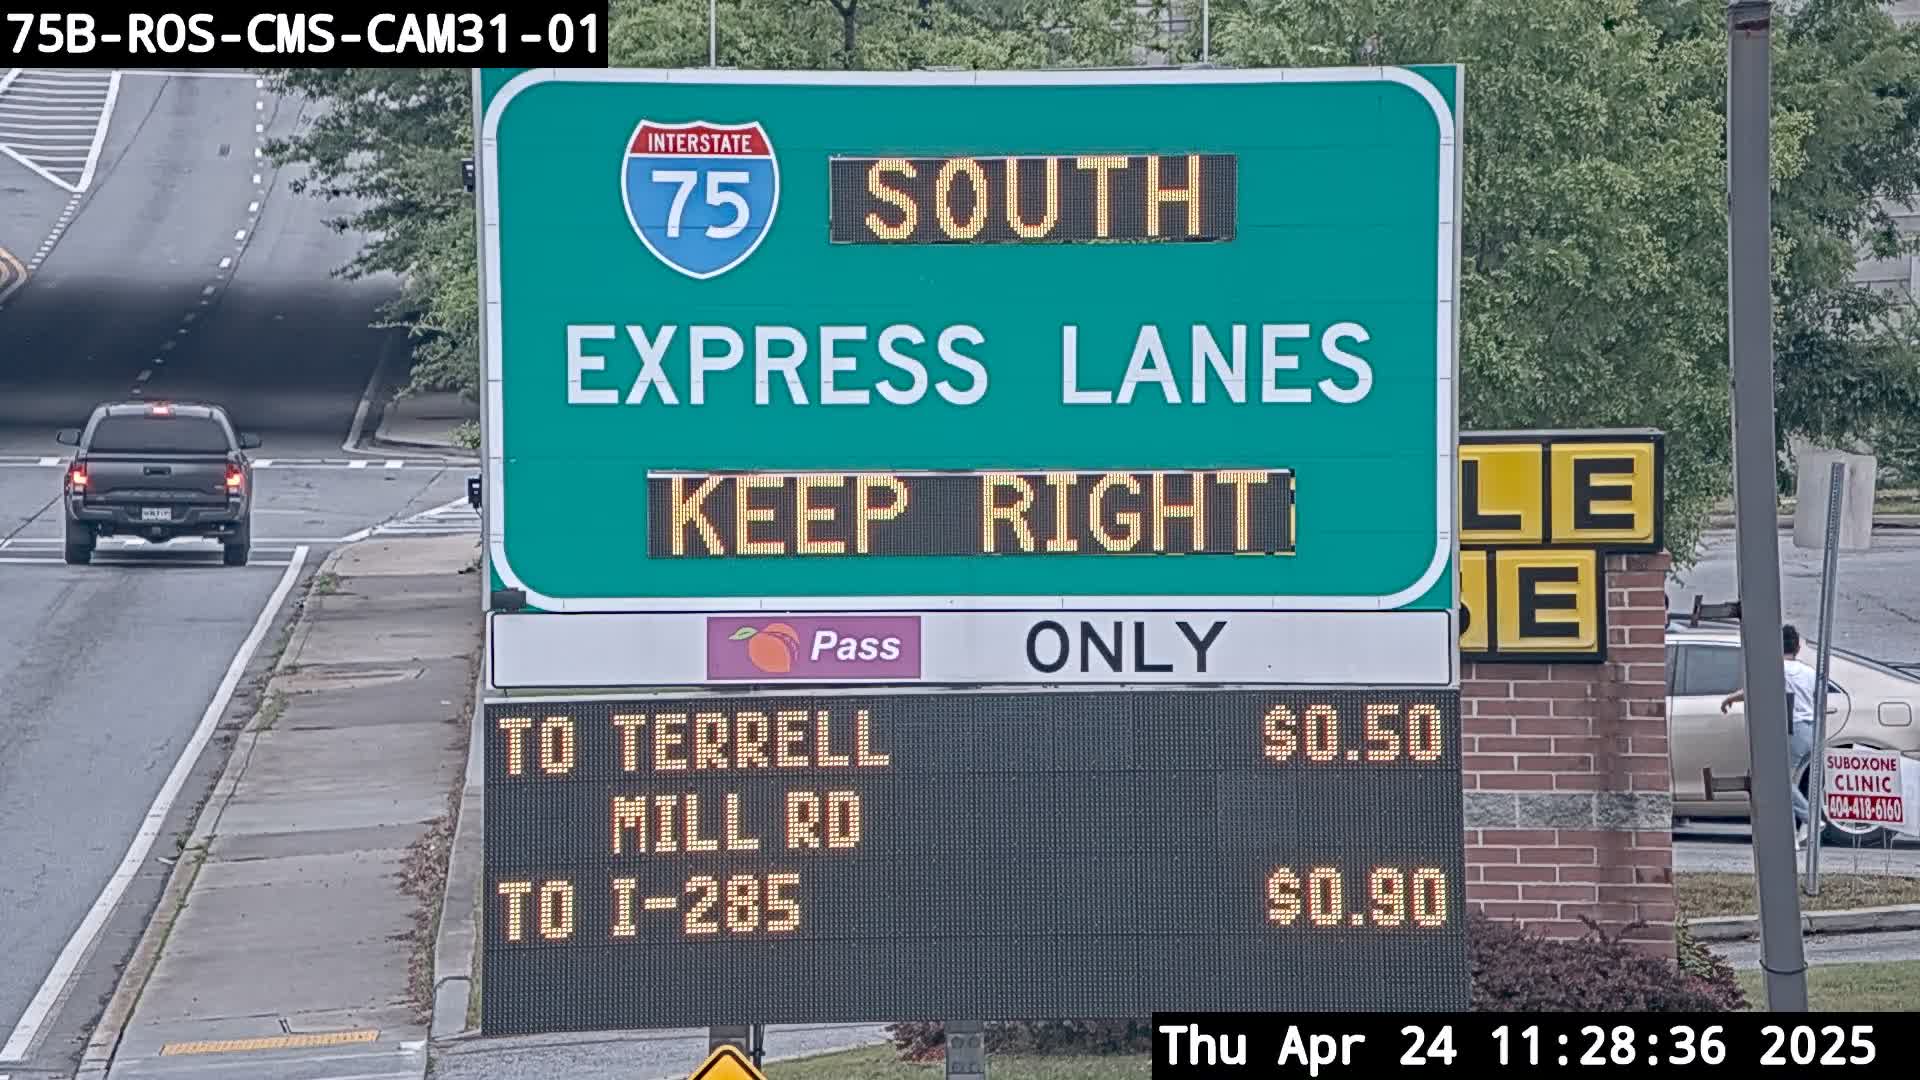 75B-ROS-CMS-CAM31-01
INTERSTATE
75
SOUTH
EXPRESS LANES
KEEP RIGHT
Pass ONLY
TO TERRELL $0.50
MILL RD
TO I-285 $0.90
LE
E
SUBOXONE
CLINIC
404-418-6160
Thu Apr 24 11:28:36 2025